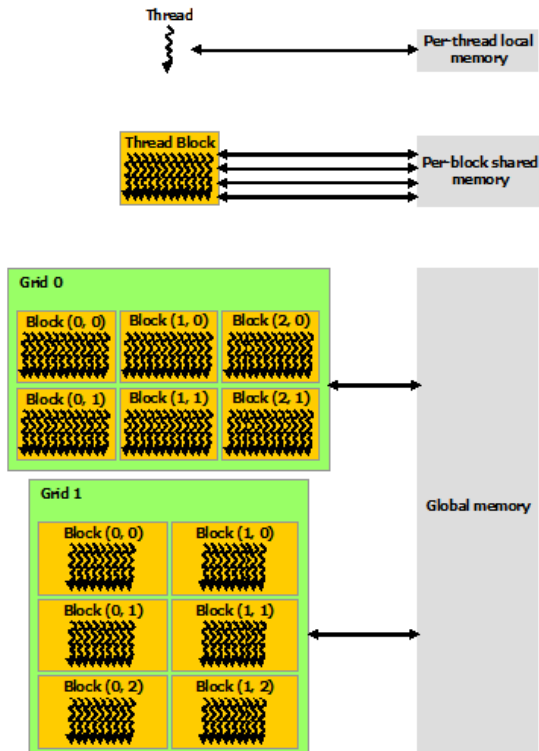 Thread
Per-thread local
memory
Thread Block
Per-block shared
memory
Grid 0
Block (0, 0)
Block (1, 0)
Block (2, 0)
Block (0, 1)
Block (1, 1)
Block (2, 1)
Grid 1
Global memory
Block (0, 0)
Block (1, 0)
Block (0, 1)
Block (1, 1)
Block (0, 2)
Block (1, 2)